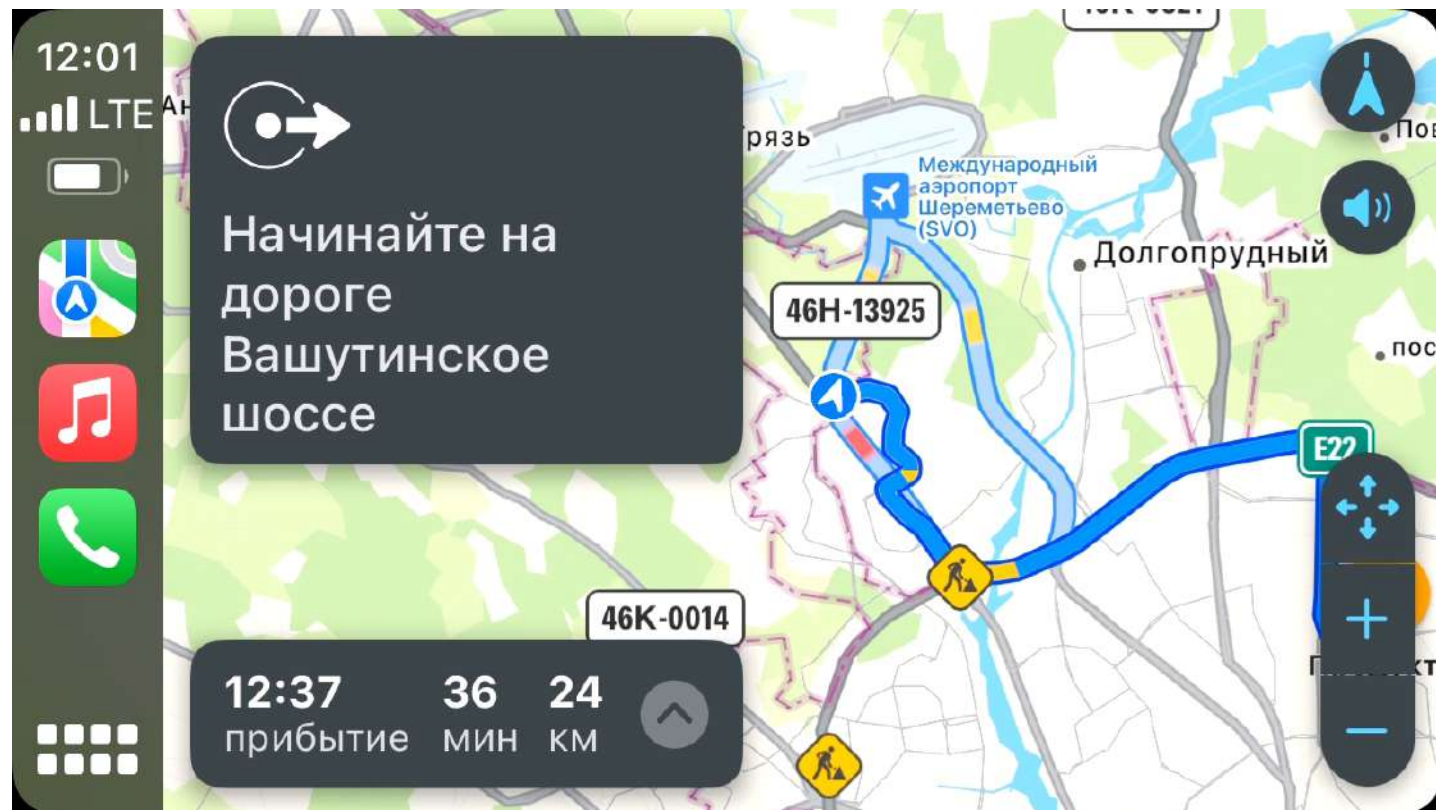 12:01
LTE
Начинайте на
дороге
Вашутинское
шоссе
12:37
36
24
прибытие
мин
км
Международный
аэропорт
Шереметьево
(SVO)
Долгопрудный
46Н-13925
E22
46К-0014